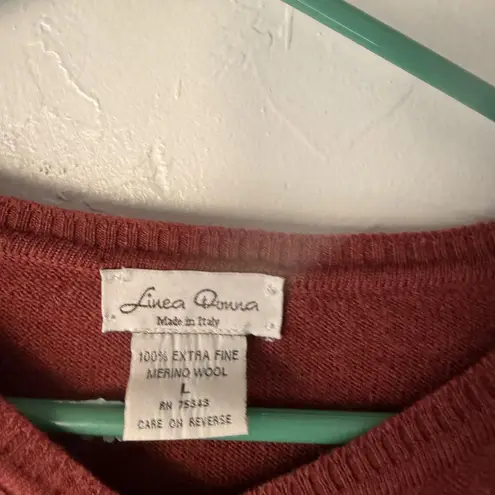 Linea Donna
Made in Italy
100% EXTRA FINE
MERINO WOOL
L
RN 75343
CARE ON REVERSE